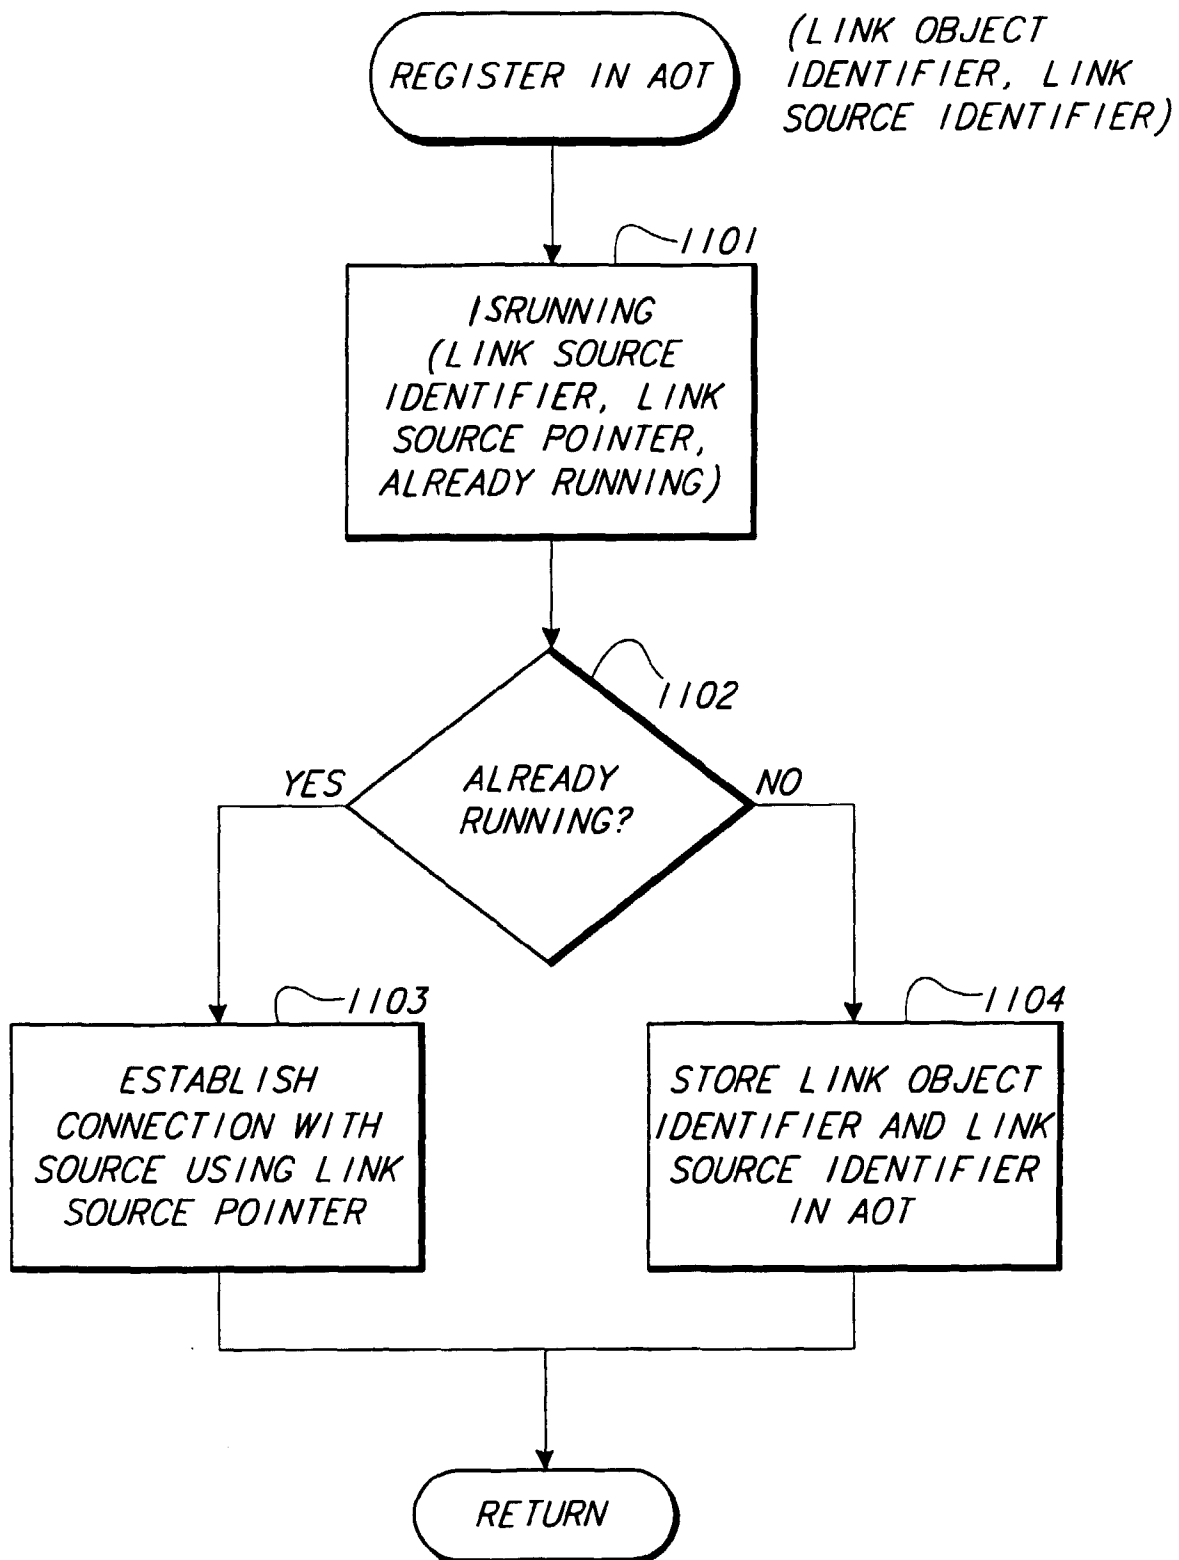 REGISTER IN AOT
(LINK OBJECT
IDENTIFIER, LINK
SOURCE IDENTIFIER)
1101
ISRUNNING
(LINK SOURCE
IDENTIFIER, LINK
SOURCE POINTER,
ALREADY RUNNING)
1102
ALREADY
RUNNING?
YES
NO
1103
ESTABLISH
CONNECTION WITH
SOURCE USING LINK
SOURCE POINTER
1104
STORE LINK OBJECT
IDENTIFIER AND LINK
SOURCE IDENTIFIER
IN AOT
RETURN